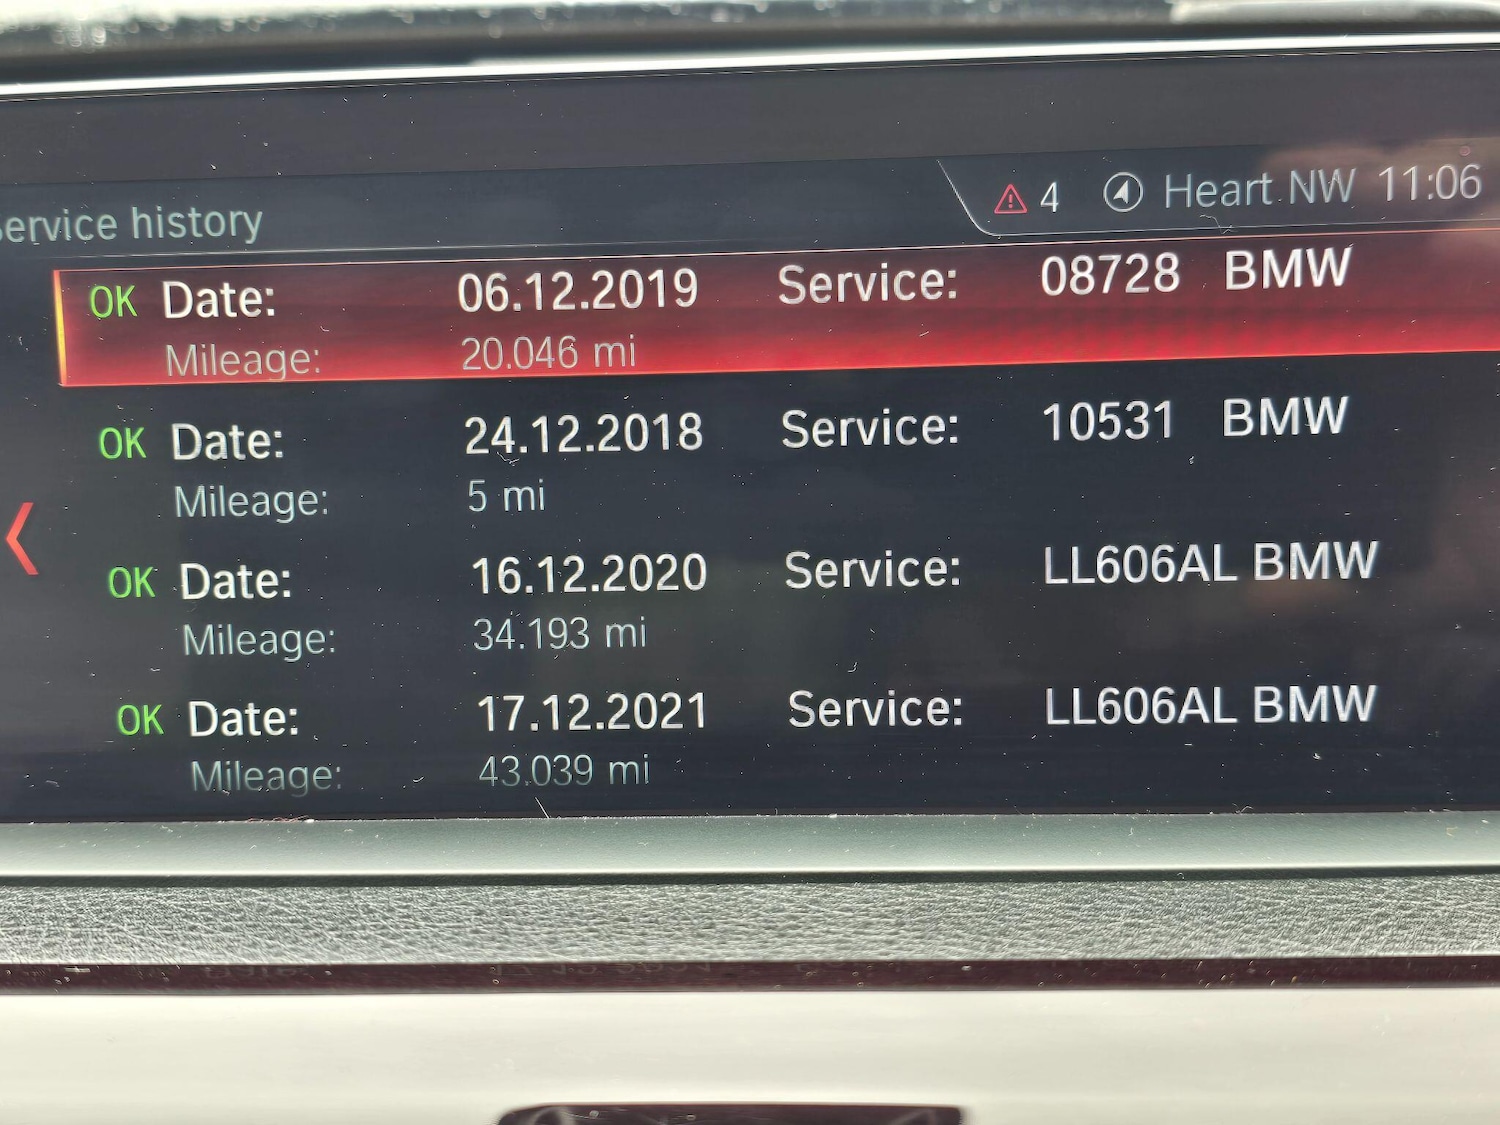 ervice history
4 Heart NW 11:06
OK Date: 06.12.2019 Service: 08728 BMW
Mileage: 20.046 mi
OK Date: 24.12.2018 Service: 10531 BMW
Mileage: 5 mi
OK Date: 16.12.2020 Service: LL606AL BMW
Mileage: 34.193 mi
OK Date: 17.12.2021 Service: LL606AL BMW
Mileage: 43.039 mi